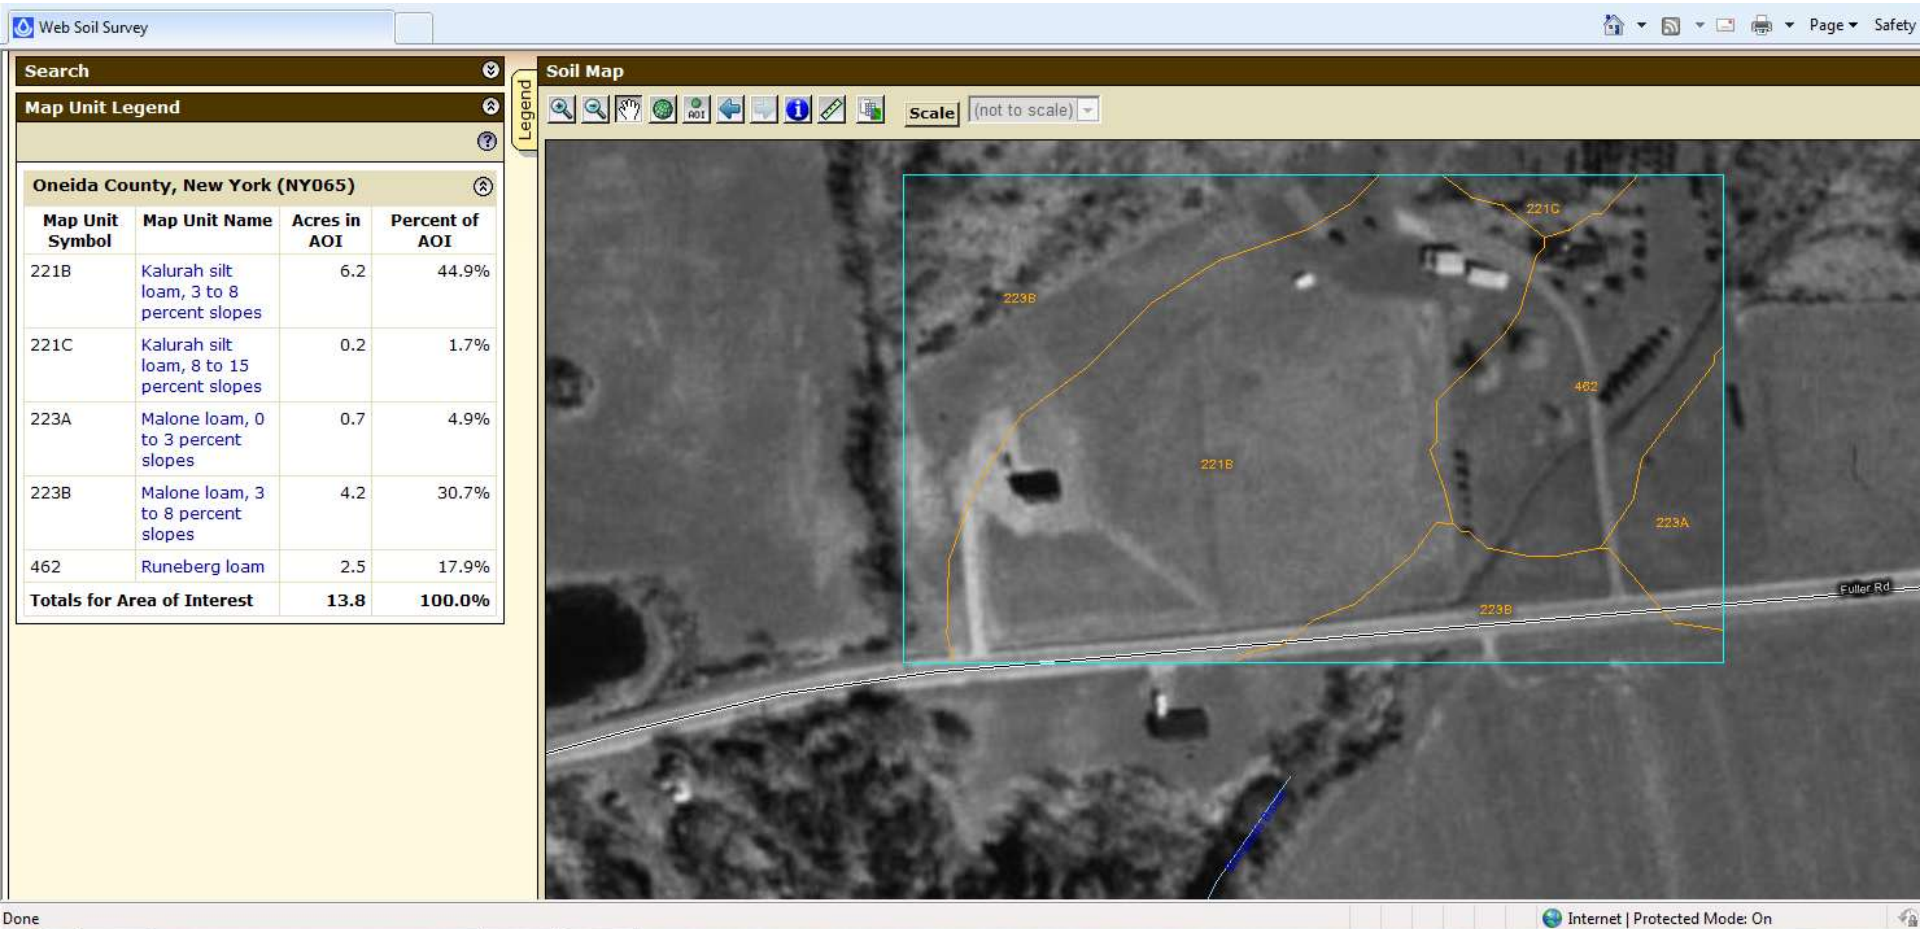 Web Soil Survey
Page
Safety
Search
Map Unit Legend
Legend
Soil Map
AOI
Scale
(not to scale)
Oneida County, New York (NY065)
Map Unit Symbol Map Unit Name Acres in AOI Percent of AOI
221B Kalurah silt loam, 3 to 8 percent slopes 6.2 44.9%
221C Kalurah silt loam, 8 to 15 percent slopes 0.2 1.7%
223A Malone loam, 0 to 3 percent slopes 0.7 4.9%
223B Malone loam, 3 to 8 percent slopes 4.2 30.7%
462 Runeberg loam 2.5 17.9%
Totals for Area of Interest 13.8 100.0%
221C
223B
462
221B
223A
223B
Fuller Rd
Done
Internet | Protected Mode: On